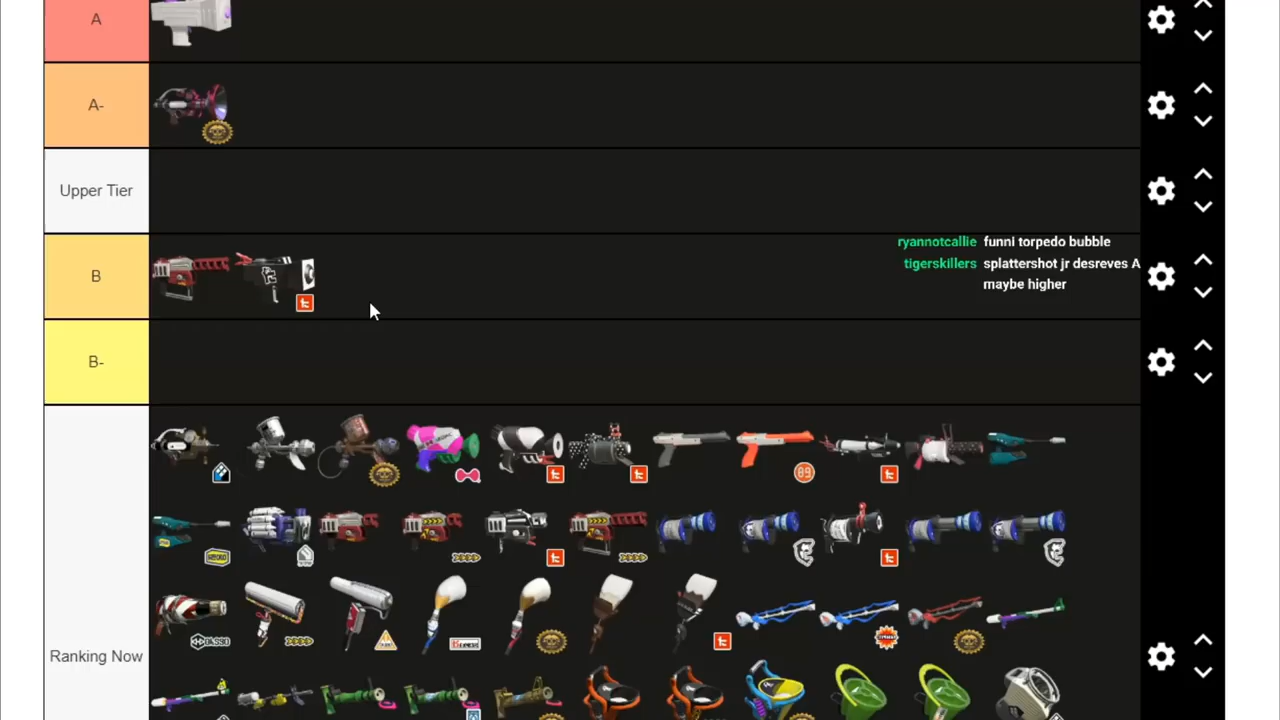 A
A-
Upper Tier
B
ryannotcallie funni torpedo bubble
tigerskillers splattershot jr desreves A
maybe higher
B-
Ranking Now